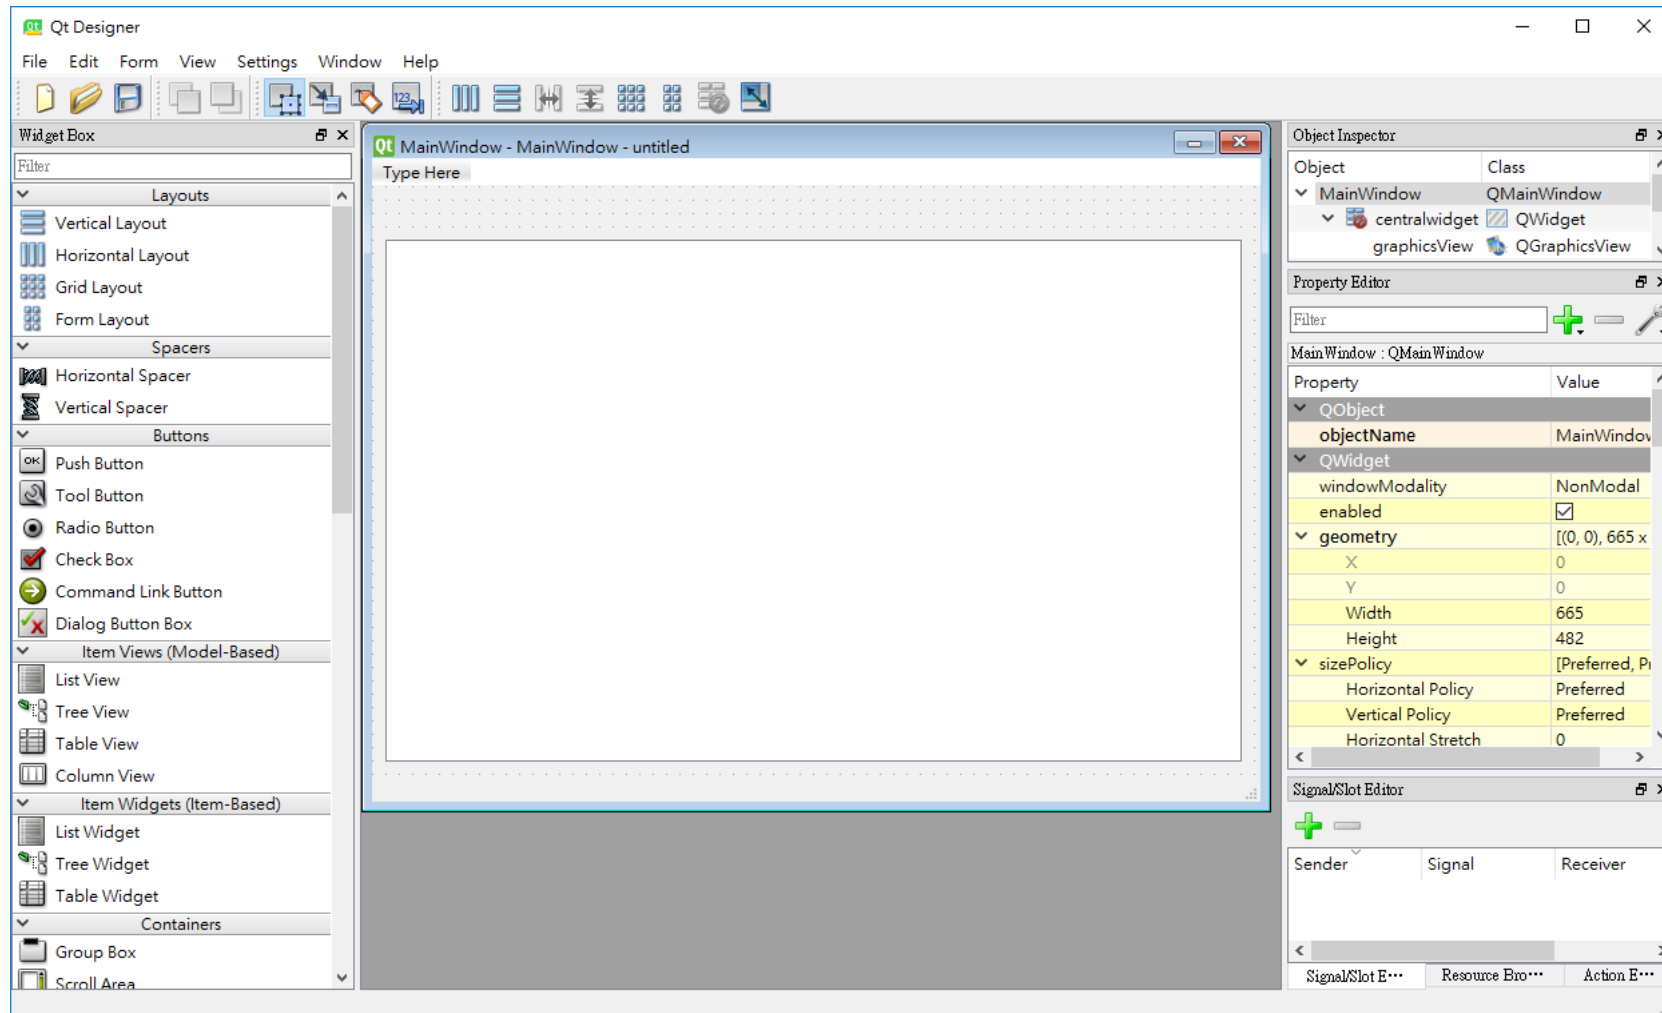 Qt Designer
File Edit Form View Settings Window Help
Widget Box
Filter
Layouts
Vertical Layout
Horizontal Layout
Grid Layout
Form Layout
Spacers
Horizontal Spacer
Vertical Spacer
Buttons
OK Push Button
Tool Button
Radio Button
Check Box
Command Link Button
Dialog Button Box
Item Views (Model-Based)
List View
Tree View
Table View
Column View
Item Widgets (Item-Based)
List Widget
Tree Widget
Table Widget
Containers
Group Box
Scroll Area
Qt MainWindow - MainWindow - untitled
Type Here
Object Inspector
Object Class
MainWindow QMainWindow
centralwidget QWidget
graphicsView QGraphicsView
Property Editor
Filter
MainWindow : QMainWindow
Property Value
QObject
objectName MainWindow
QWidget
windowModality NonModal
enabled
geometry [(0, 0), 665 x
X 0
Y 0
Width 665
Height 482
sizePolicy [Preferred, Pr
Horizontal Policy Preferred
Vertical Policy Preferred
Horizontal Stretch 0
Signal/Slot Editor
Sender Signal Receiver
Signal/Slot E··· Resource Bro··· Action E···